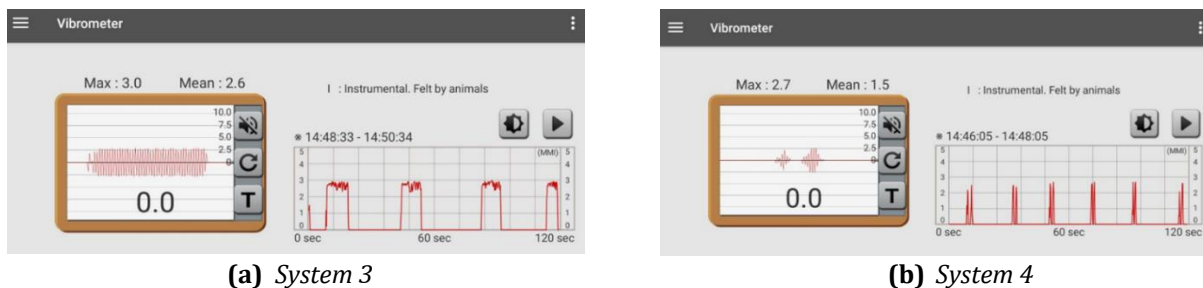 Vibrometer
Max : 3.0 Mean : 2.6
I : Instrumental. Felt by animals
10.0
7.5
5.0
2.5
0
0.0
T
※ 14:48:33 - 14:50:34
(MMI)
5 5
4 4
3 3
2 2
1 1
0 0
0 sec 60 sec 120 sec
(a) System 3
Vibrometer
Max : 2.7 Mean : 1.5
I : Instrumental. Felt by animals
10.0
7.5
5.0
2.5
0
0.0
T
※ 14:46:05 - 14:48:05
(MMI)
5 5
4 4
3 3
2 2
1 1
0 0
0 sec 60 sec 120 sec
(b) System 4